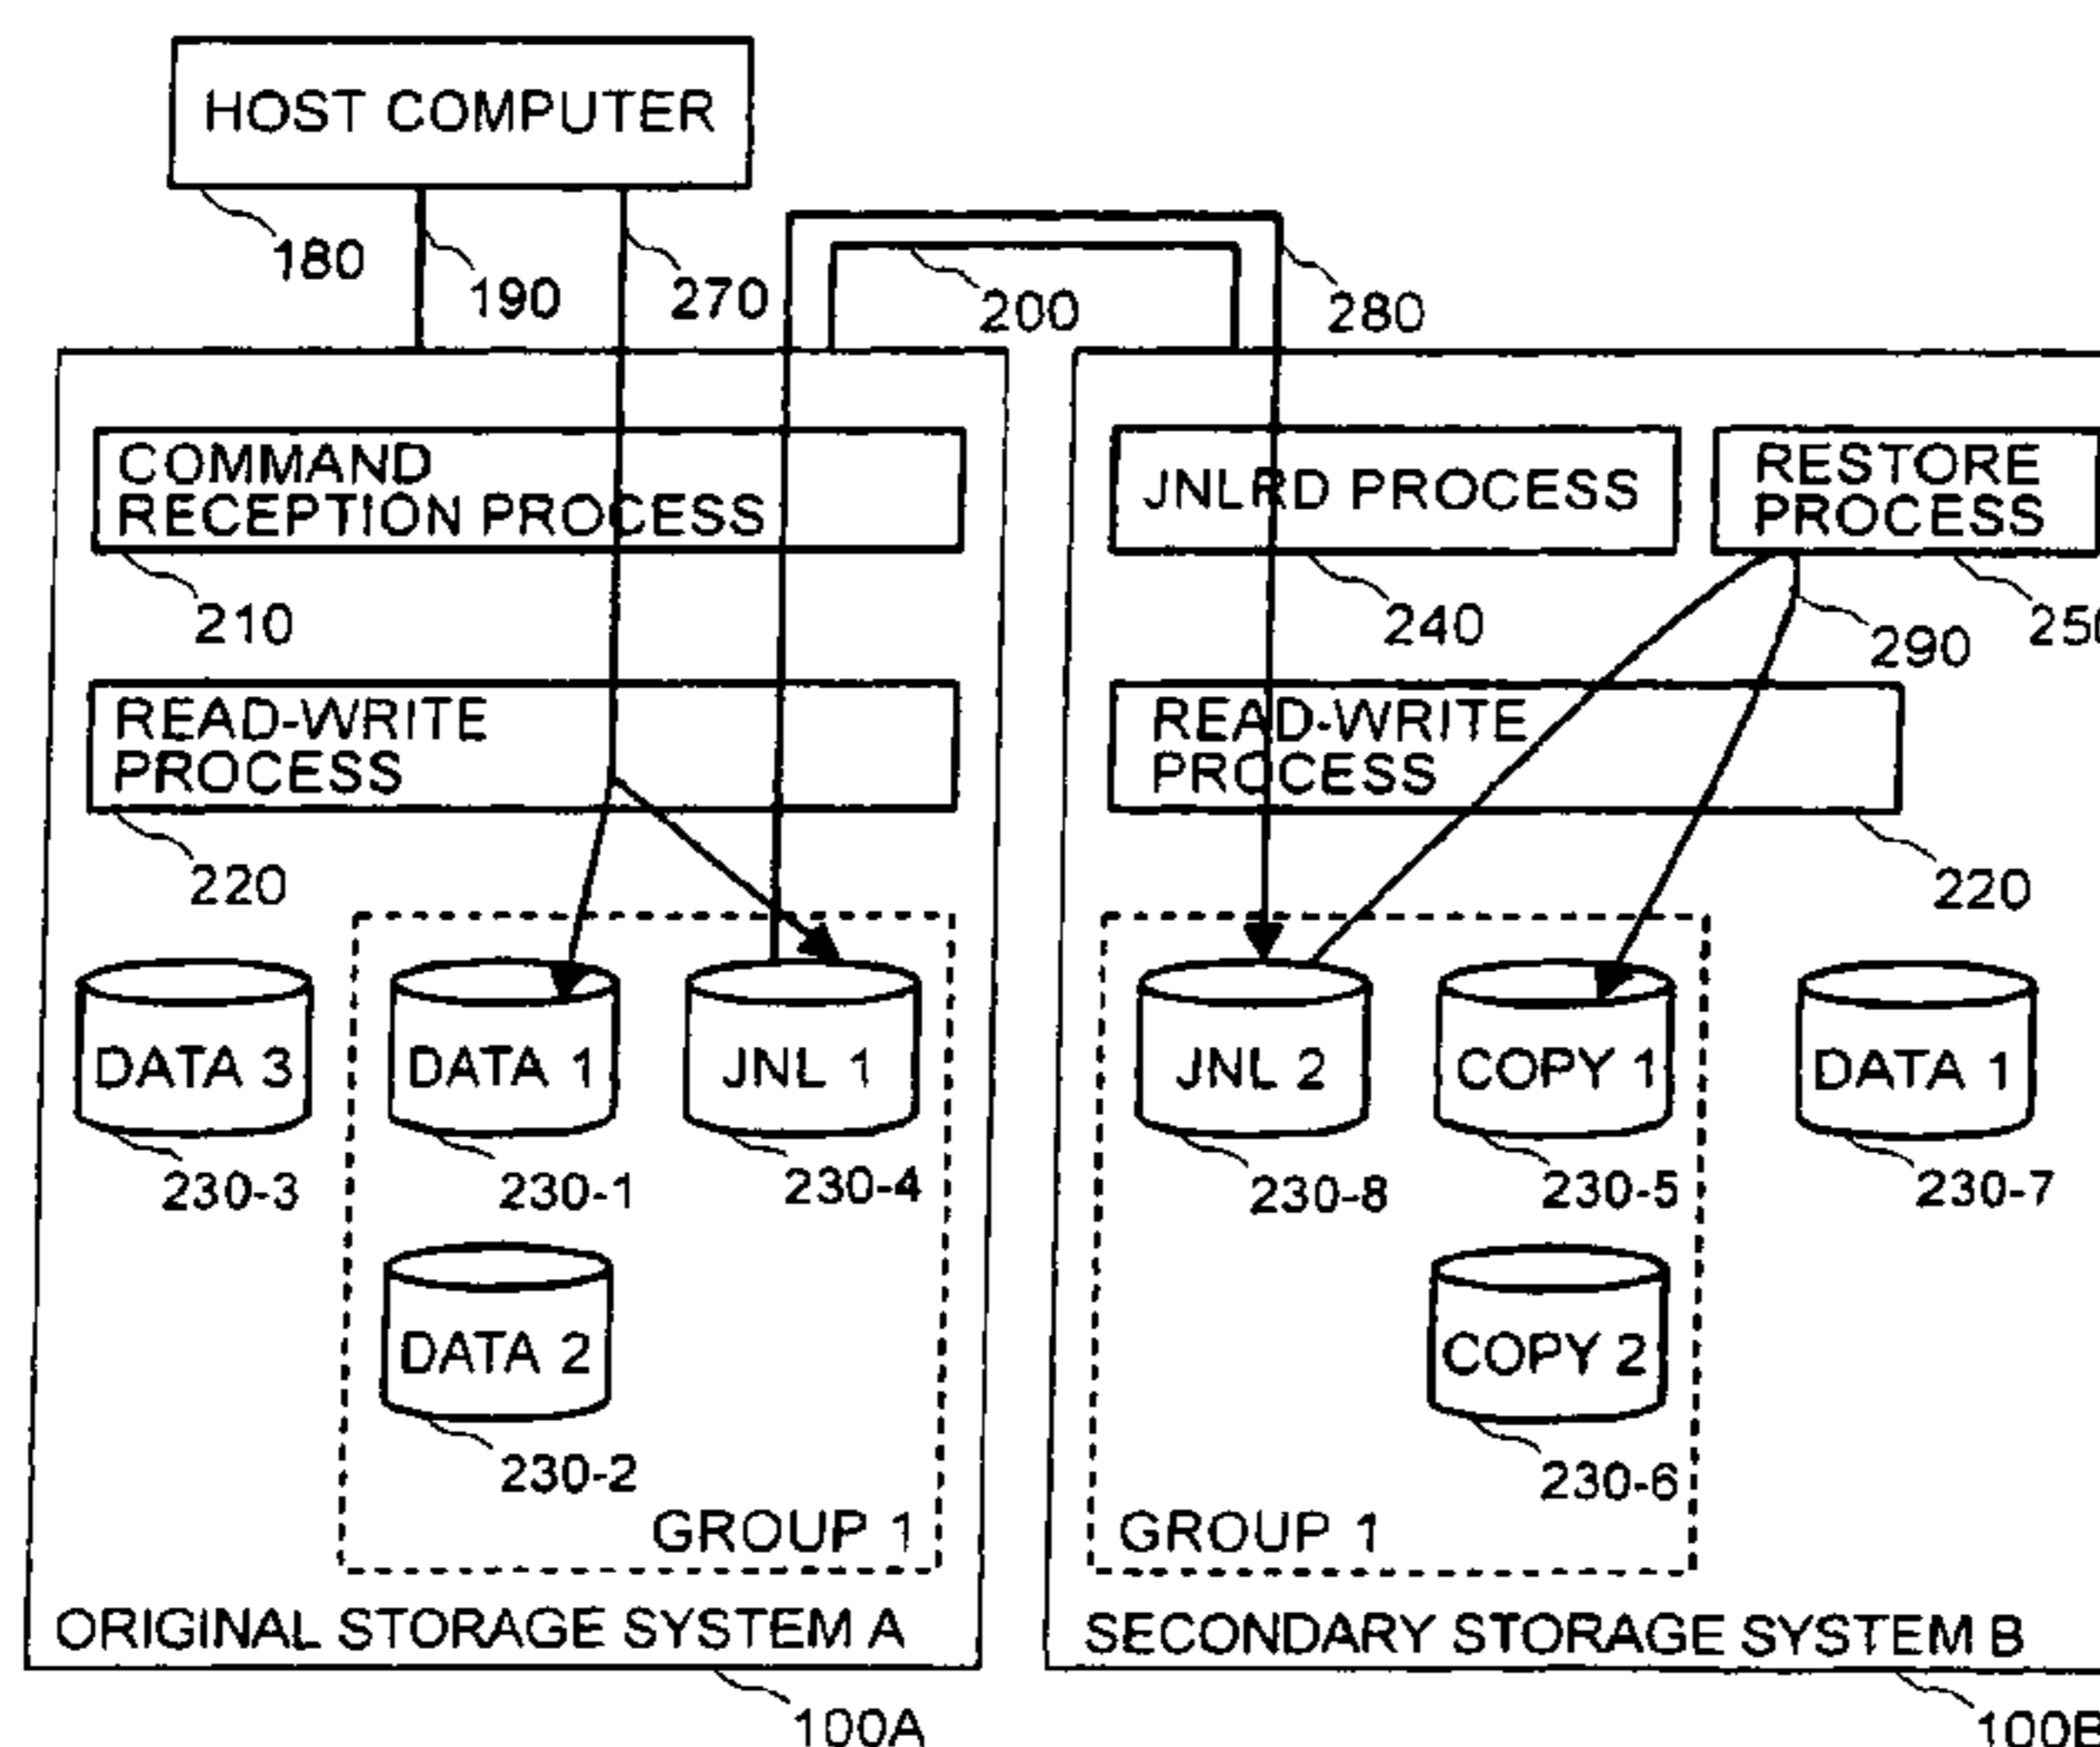 HOST COMPUTER
180
190
270
200
280
COMMAND
RECEPTION PROCESS
210
JNLRD PROCESS
240
RESTORE
PROCESS
290
250
READ-WRITE
PROCESS
220
READ-WRITE
PROCESS
220
DATA 3
230-3
DATA 1
230-1
JNL 1
230-4
JNL 2
230-8
COPY 1
230-5
DATA 1
230-7
DATA 2
230-2
COPY 2
230-6
GROUP 1
GROUP 1
ORIGINAL STORAGE SYSTEM A
SECONDARY STORAGE SYSTEM B
100A
100B